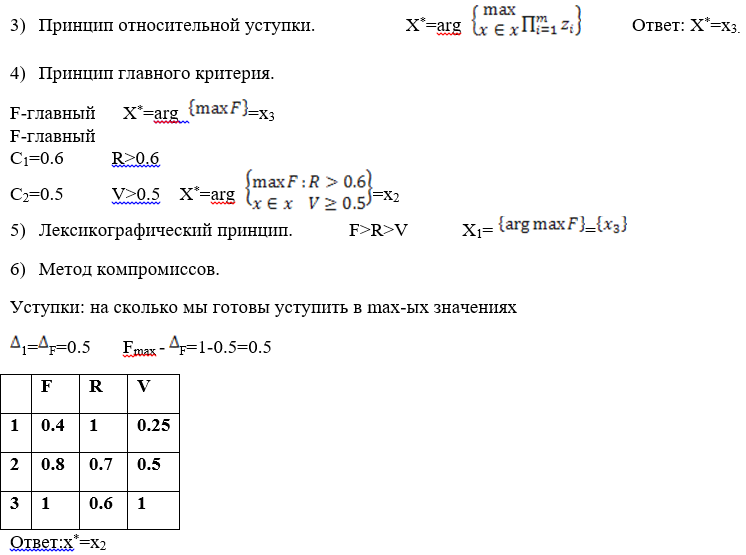 3) Принцип относительной уступки. X*=arg {max x ∈ x ∏ᵢ₌₁ᵐ zᵢ} Ответ: X*=x₃.
4) Принцип главного критерия.
F-главный X*=arg {max F}=x₃
F-главный
C₁=0.6 R>0.6
C₂=0.5 V>0.5 X*=arg {max F : R > 0.6 x ∈ x V ≥ 0.5}=x₂
5) Лексикографический принцип. F>R>V X₁= {arg max F}={x₃}
6) Метод компромиссов.
Уступки: на сколько мы готовы уступить в max-ых значениях
Δ₁=ΔF=0.5 Fmax - ΔF=1-0.5=0.5
F R V
1 0.4 1 0.25
2 0.8 0.7 0.5
3 1 0.6 1
Ответ:x*=x₂